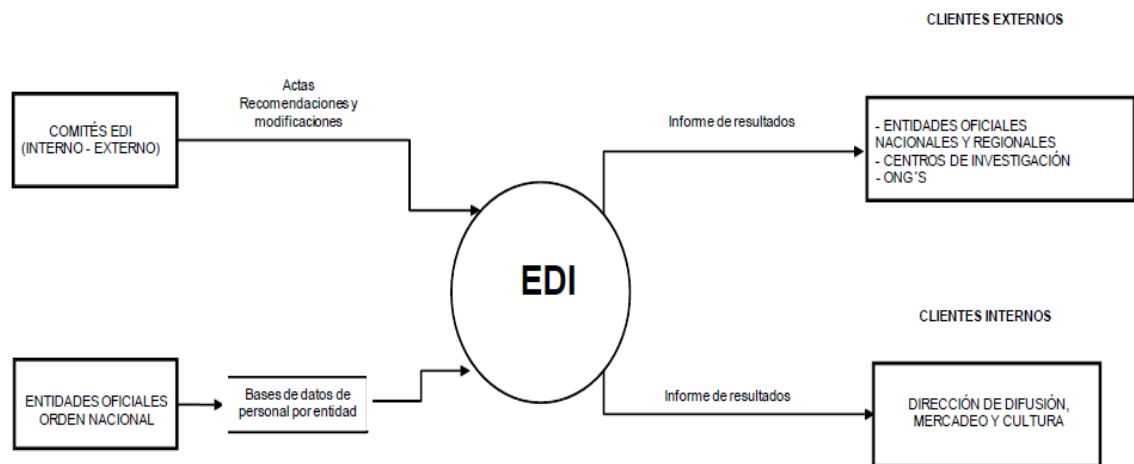 CLIENTES EXTERNOS
Actas
Recomendaciones y
modificaciones
COMITÉS EDI
(INTERNO - EXTERNO)
Informe de resultados
- ENTIDADES OFICIALES
NACIONALES Y REGIONALES
- CENTROS DE INVESTIGACIÓN
- ONG´S
EDI
CLIENTES INTERNOS
ENTIDADES OFICIALES
ORDEN NACIONAL
Bases de datos de
personal por entidad
Informe de resultados
DIRECCIÓN DE DIFUSIÓN,
MERCADEO Y CULTURA